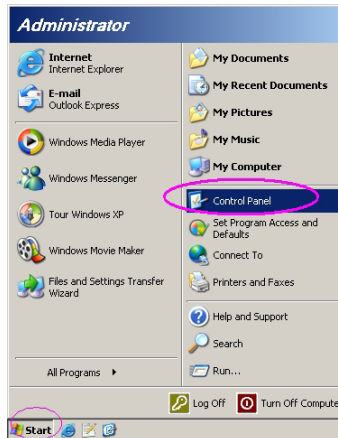 Administrator
Internet
Internet Explorer
E-mail
Outlook Express
Windows Media Player
Windows Messenger
Tour Windows XP
Windows Movie Maker
Files and Settings Transfer
Wizard
All Programs
My Documents
My Recent Documents
My Pictures
My Music
My Computer
Control Panel
Set Program Access and
Defaults
Connect To
Printers and Faxes
Help and Support
Search
Run...
Log Off
Turn Off Compute
Start